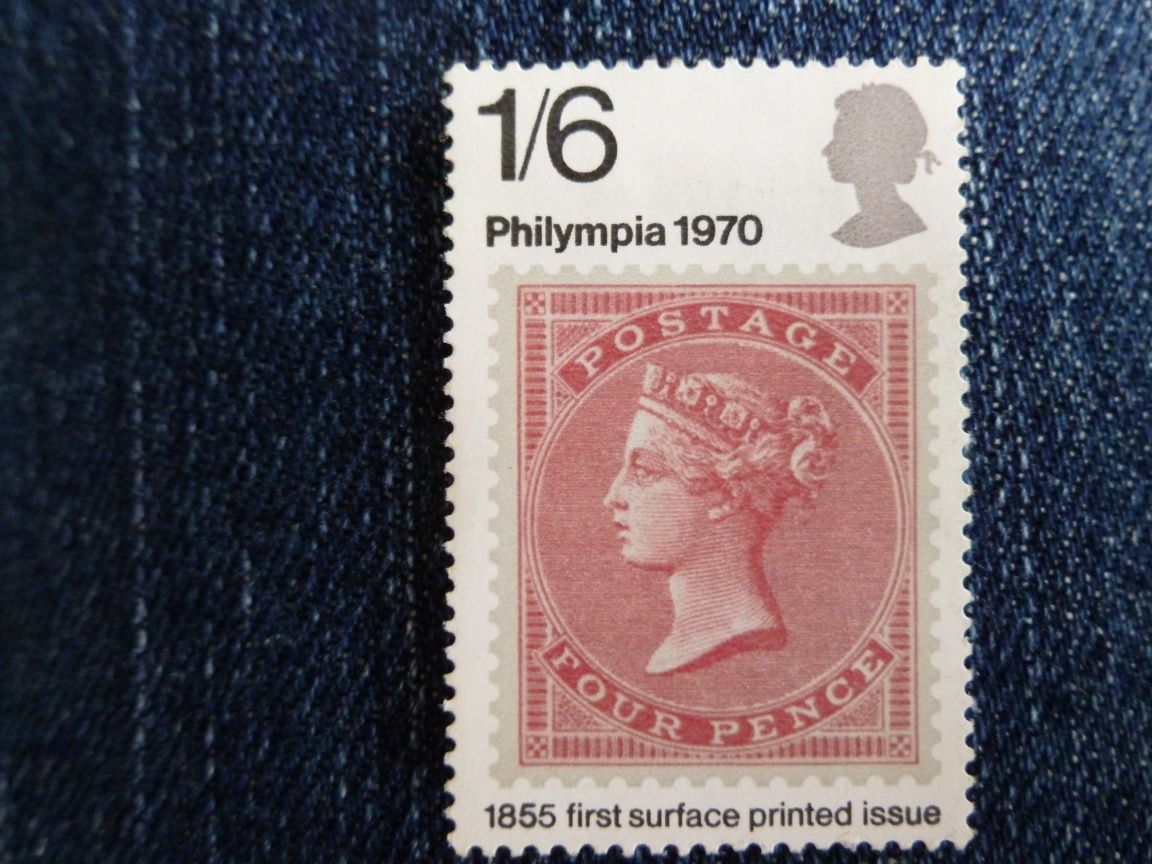 1/6
Philympia 1970
POSTAGE
FOUR PENCE
1855 first surface printed issue